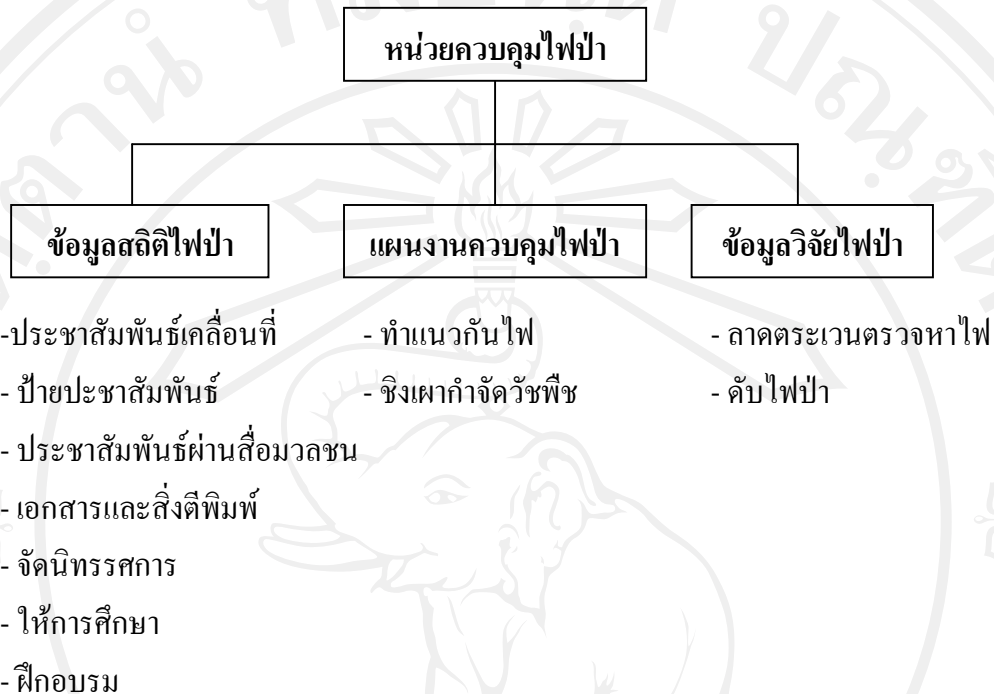 หน่วยควบคุมไฟป่า
ข้อมูลสถิติไฟป่า
แผนงานควบคุมไฟป่า
ข้อมูลวิจัยไฟป่า
-ประชาสัมพันธ์เคลื่อนที่
- ป้ายปะชาสัมพันธ์
- ประชาสัมพันธ์ผ่านสื่อมวลชน
- เอกสารและสิ่งตีพิมพ์
- จัดนิทรรศการ
- ให้การศึกษา
- ฝึกอบรม
- ทำแนวกันไฟ
- ชิงเผากำจัดวัชพืช
- ลาดตระเวนตรวจหาไฟ
- ดับไฟป่า